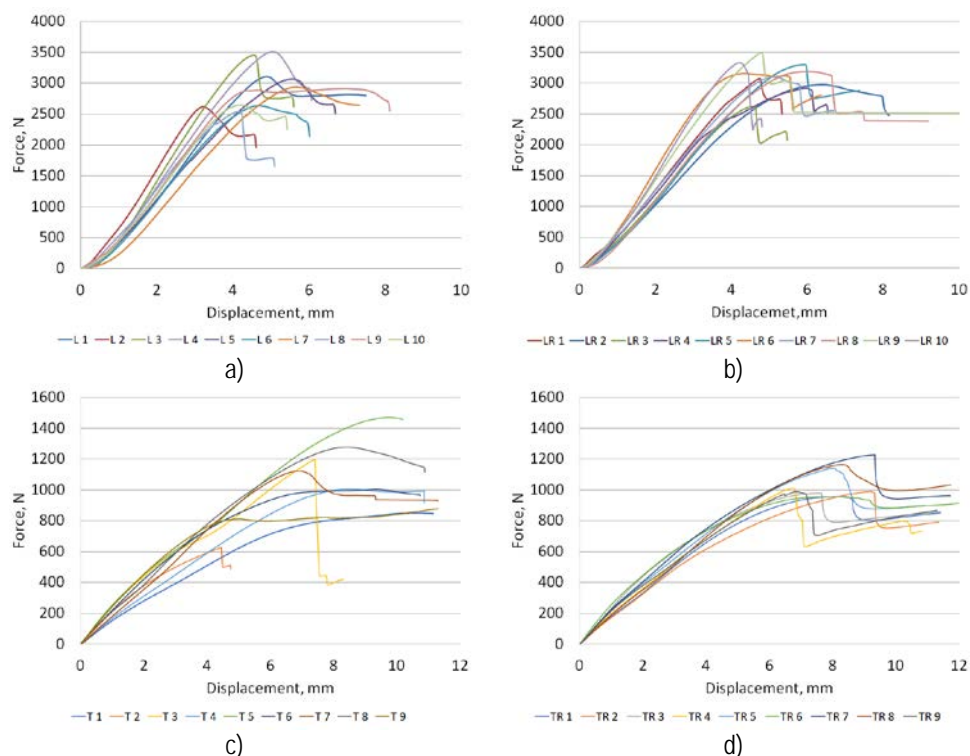 Force, N
4000
3500
3000
2500
2000
1500
1000
500
0
0 2 4 6 8 10
Displacement, mm
L 1 L 2 L 3 L 4 L 5 L 6 L 7 L 8 L 9 L 10
a)
Force, N
4000
3500
3000
2500
2000
1500
1000
500
0
0 2 4 6 8 10
Displacemet, mm
LR 1 LR 2 LR 3 LR 4 LR 5 LR 6 LR 7 LR 8 LR 9 LR 10
b)
Force, N
1600
1400
1200
1000
800
600
400
200
0
0 2 4 6 8 10 12
Displacement, mm
T 1 T 2 T 3 T 4 T 5 T 6 T 7 T 8 T 9
c)
Force, N
1600
1400
1200
1000
800
600
400
200
0
0 2 4 6 8 10 12
Displacement, mm
TR 1 TR 2 TR 3 TR 4 TR 5 TR 6 TR 7 TR 8 TR 9
d)